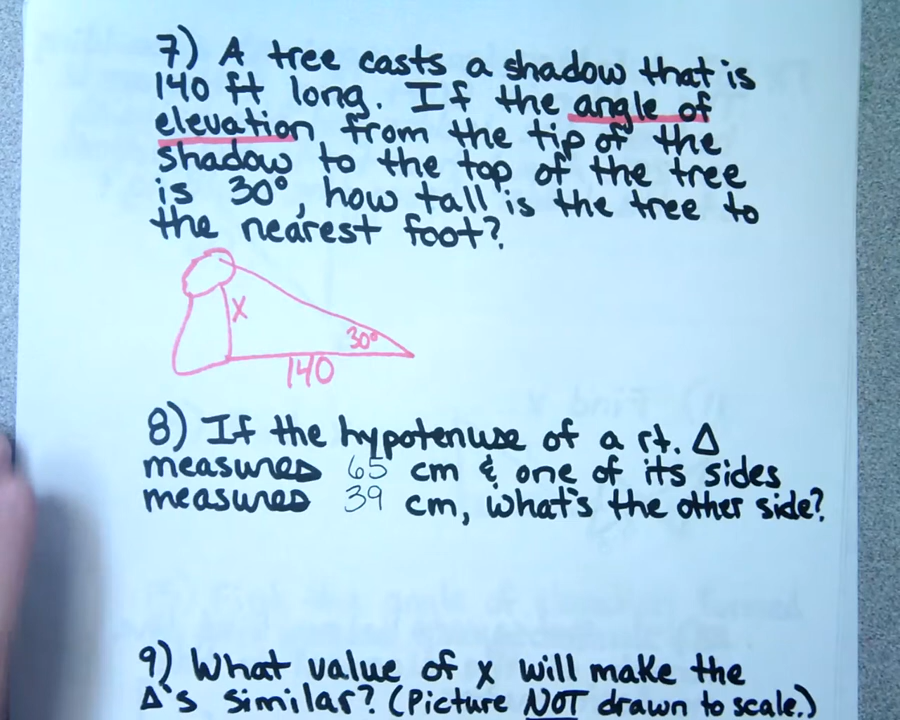 7) A tree casts a shadow that is
140 ft long. If the angle of
elevation from the tip of the
shadow to the top of the tree
is 30°, how tall is the tree to
the nearest foot?
x
30°
140
8) If the hypotenuse of a rt. Δ
measures 65 cm & one of its sides
measures 39 cm, what's the other side?
9) What value of x will make the
Δ's similar? (Picture NOT drawn to scale.)